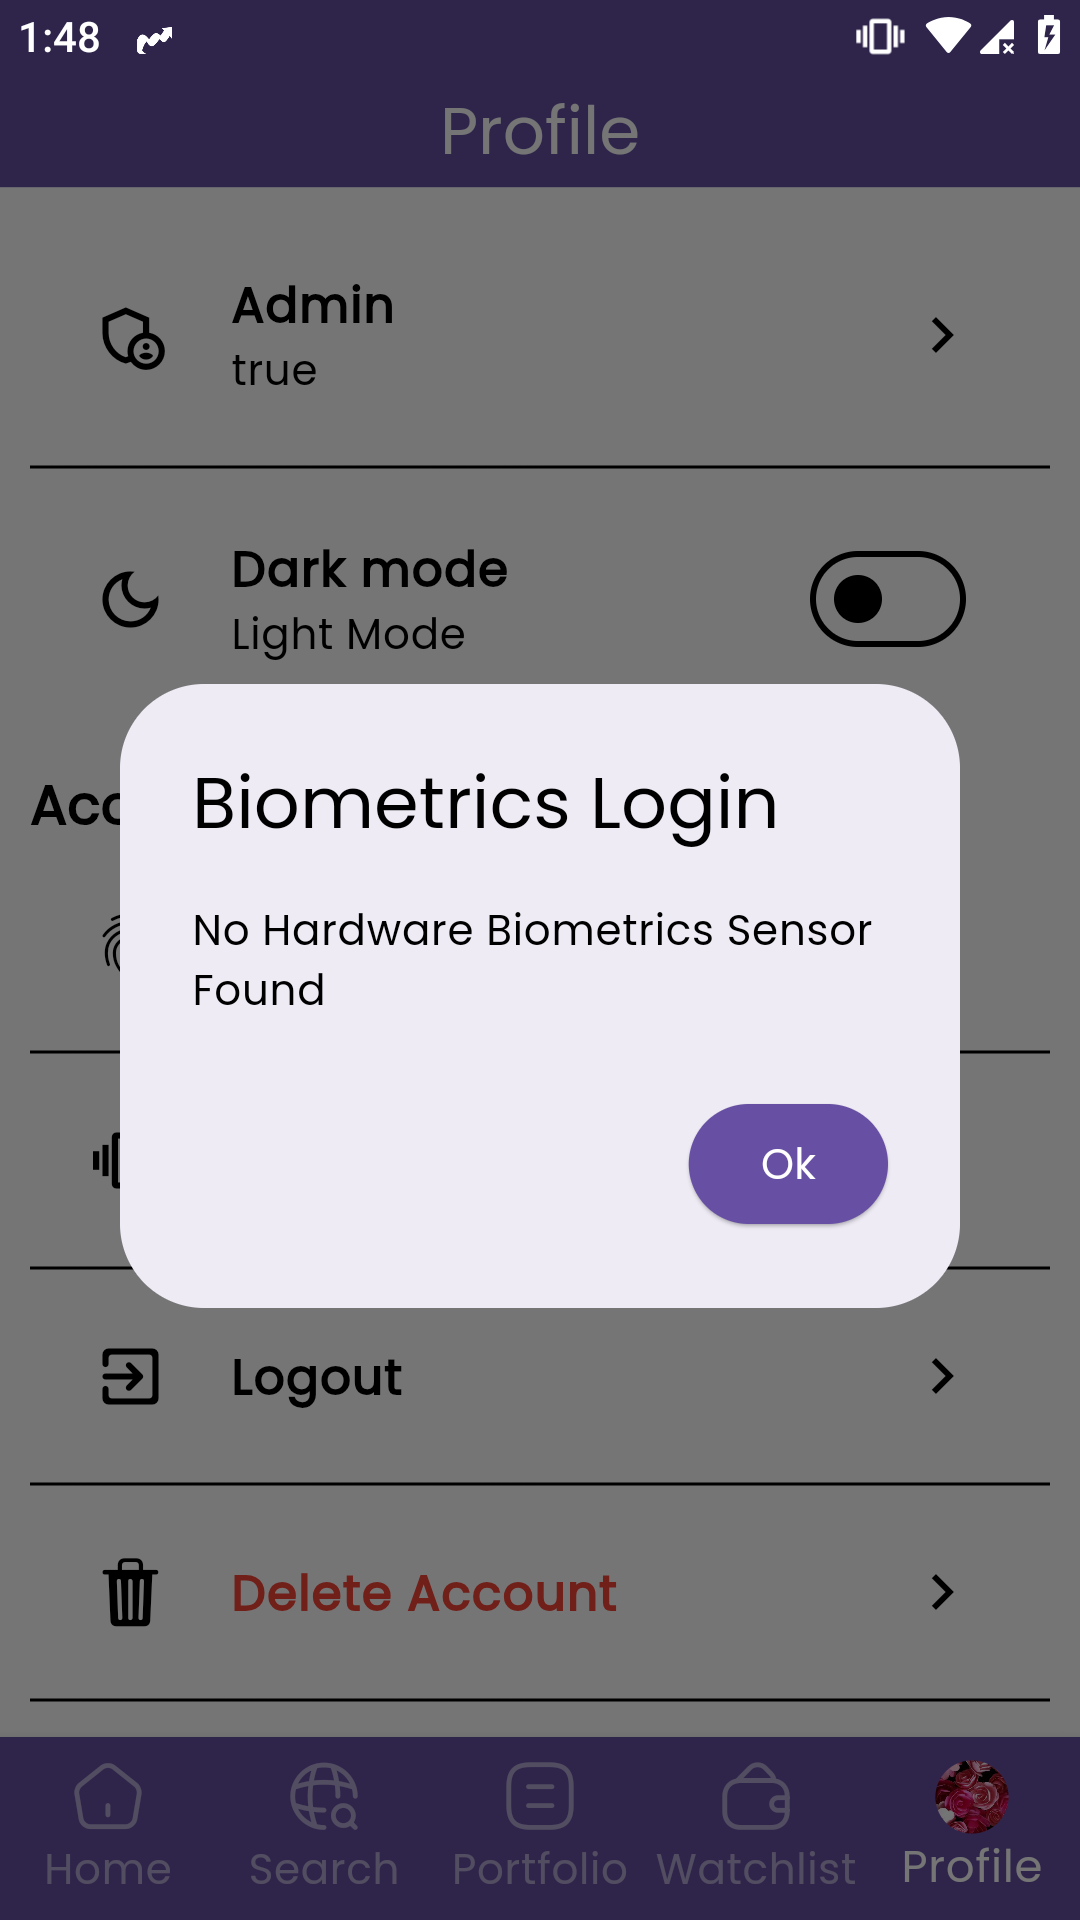 1:48
Profile
Admin
true
Dark mode
Light Mode
Acc
Biometrics Login
No Hardware Biometrics Sensor
Found
Ok
Logout
Delete Account
Home
Search
Portfolio
Watchlist
Profile